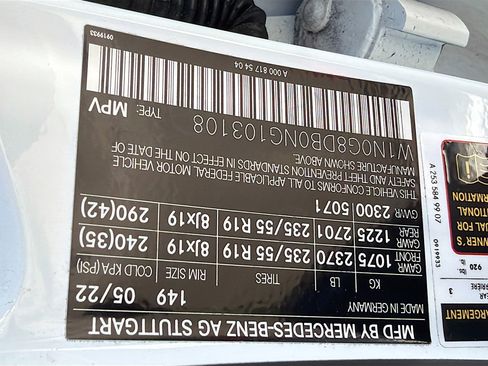 MFD BY MERCEDES-BENZ AG STUTTGART
MADE IN GERMANY 149 05/22
KG LB TIRES RIM SIZE COLD KPA (PSI)
GAWR FRONT 1075 2370 235/55 R19 8Jx19 240(35)
GAWR REAR 1225 2701 235/55 R19 8Jx19 290(42)
GVWR 2300 5071
THIS VEHICLE CONFORMS TO ALL APPLICABLE FEDERAL MOTOR VEHICLE
SAFETY AND THEFT PREVENTION STANDARDS IN EFFECT ON THE DATE OF
MANUFACTURE SHOWN ABOVE.
W1N0G8DB0NG103108 TYPE: MPV
A 000 817 54 04
0919933
A 253 584 99 07
0919933
920
3